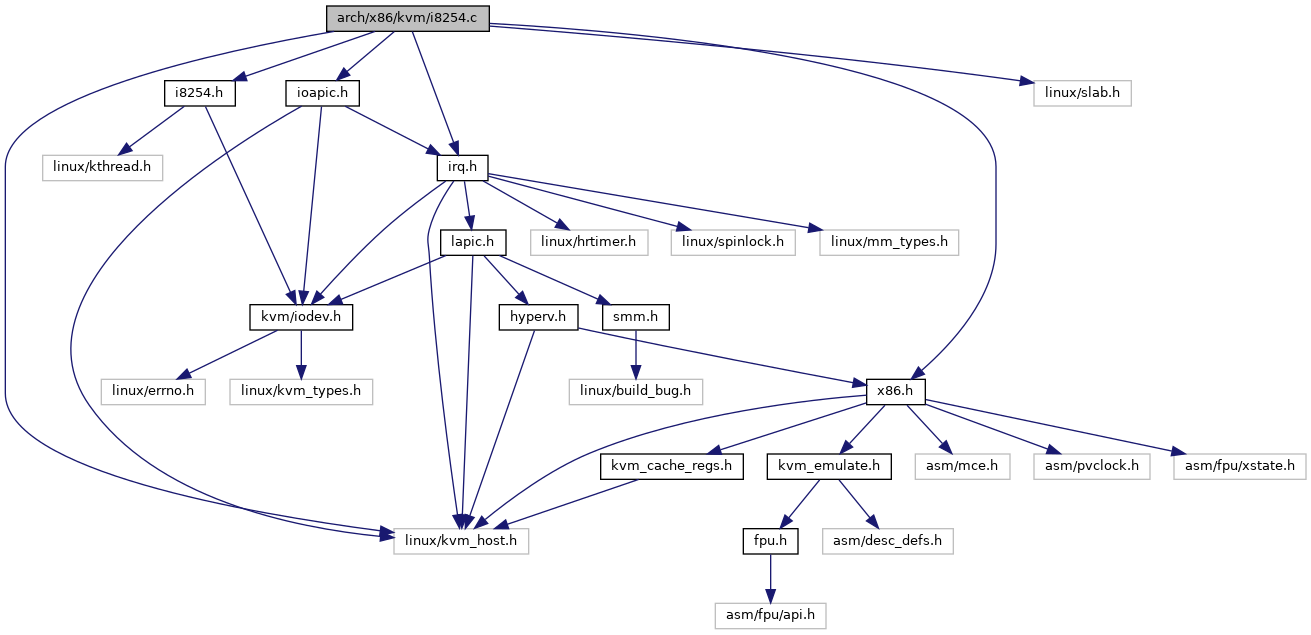 arch/x86/kvm/i8254.c
i8254.h
ioapic.h
linux/slab.h
linux/kthread.h
irq.h
lapic.h
linux/hrtimer.h
linux/spinlock.h
linux/mm_types.h
kvm/iodev.h
hyperv.h
smm.h
linux/errno.h
linux/kvm_types.h
linux/build_bug.h
x86.h
kvm_cache_regs.h
kvm_emulate.h
asm/mce.h
asm/pvclock.h
asm/fpu/xstate.h
linux/kvm_host.h
fpu.h
asm/desc_defs.h
asm/fpu/api.h